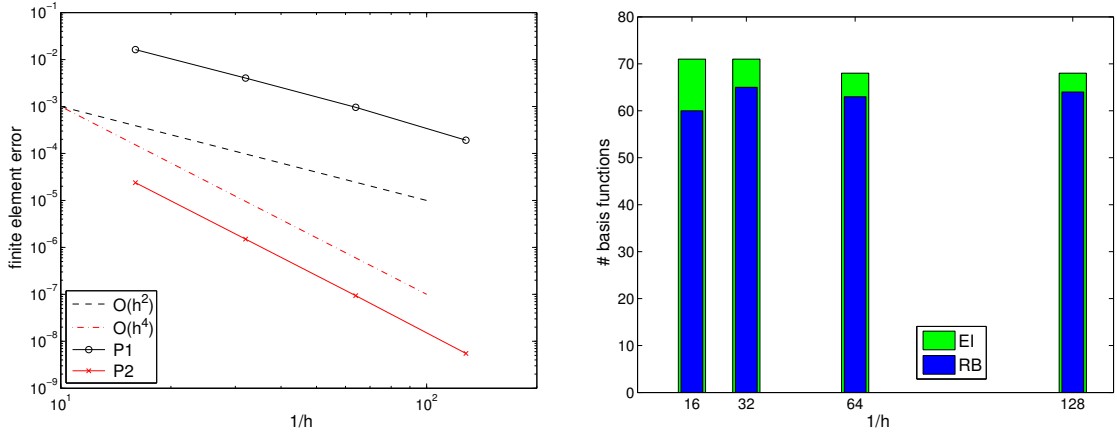 10^-1
10^-2
10^-3
10^-4
10^-5
10^-6
10^-7
10^-8
10^-9
finite element error
O(h^2)
O(h^4)
P1
P2
10^1
10^2
1/h
80
70
60
50
40
30
20
10
0
# basis functions
EI
RB
16
32
64
128
1/h